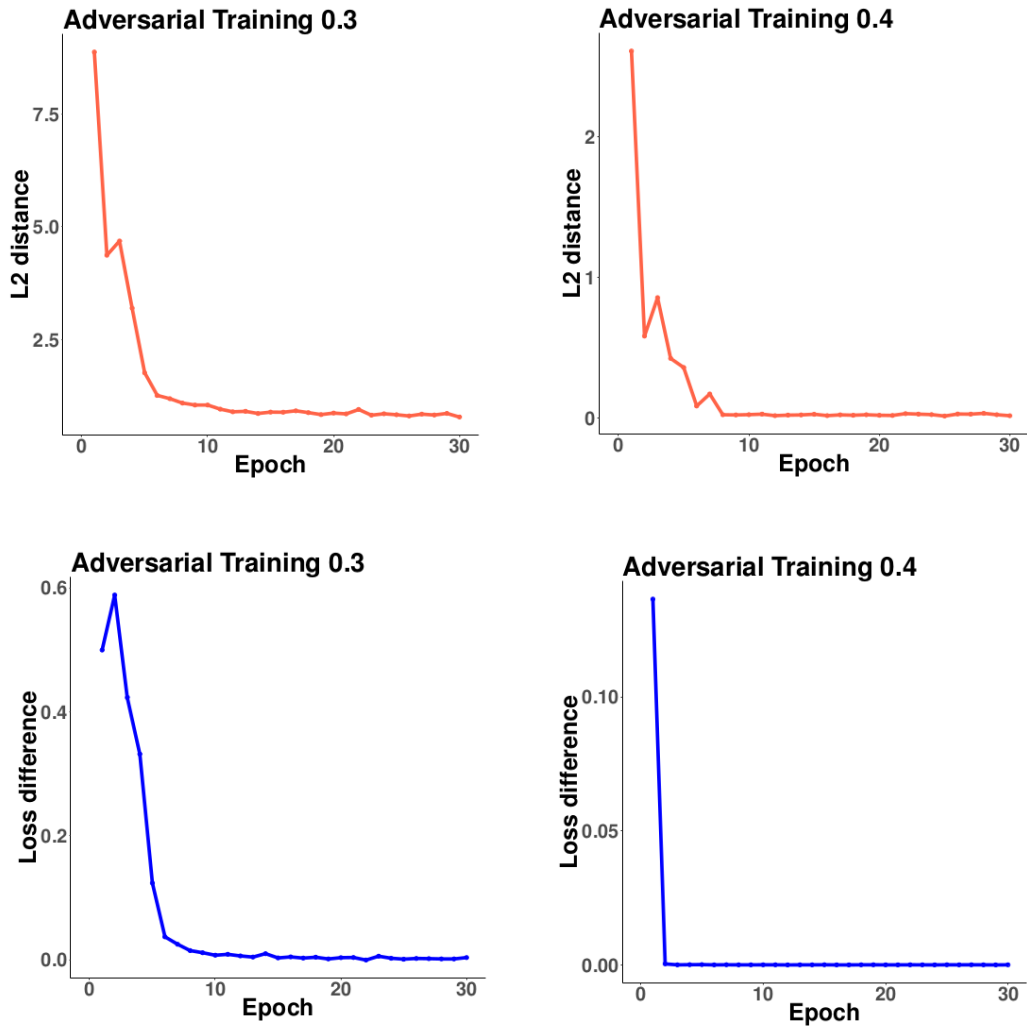 Adversarial Training 0.3
7.5
5.0
2.5
L2 distance
0 10 20 30
Epoch
Adversarial Training 0.4
2
1
0
L2 distance
0 10 20 30
Epoch
Adversarial Training 0.3
0.6
0.4
0.2
0.0
Loss difference
0 10 20 30
Epoch
Adversarial Training 0.4
0.10
0.05
0.00
Loss difference
0 10 20 30
Epoch